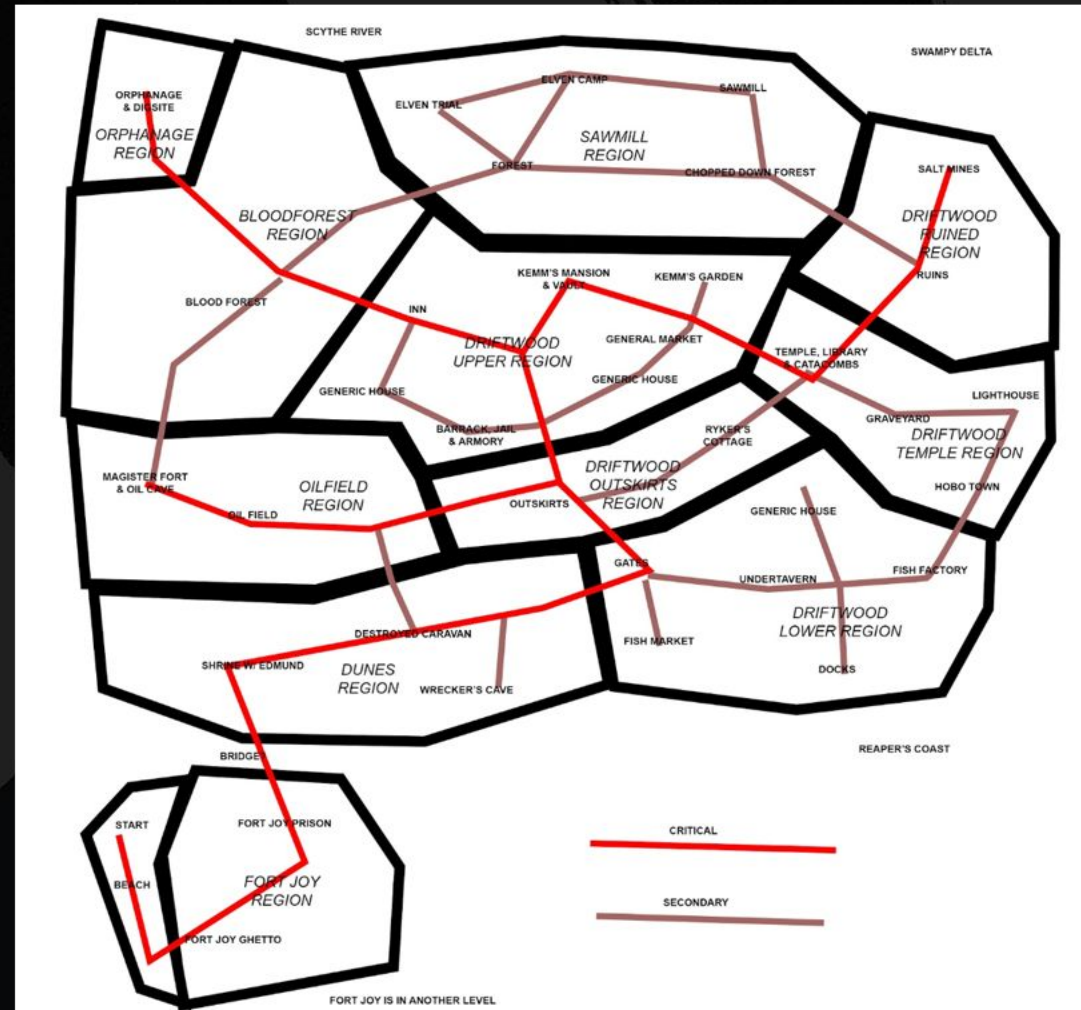 SCYTHE RIVER
SWAMPY DELTA
ELVEN CAMP
SAWMILL
ORPHANAGE
& DIGSITE
ELVEN TRIAL
ORPHANAGE
REGION
SAWMILL
REGION
FOREST
CHOPPED DOWN FOREST
SALT MINES
BLOODFOREST
REGION
DRIFTWOOD
RUINED
REGION
RUINS
KEMM'S MANSION
& VAULT
KEMM'S GARDEN
BLOOD FOREST
INN
DRIFTWOOD
UPPER REGION
GENERAL MARKET
TEMPLE, LIBRARY
& CATACOMBS
GENERIC HOUSE
GENERIC HOUSE
LIGHTHOUSE
GRAVEYARD
BARRACK, JAIL
& ARMORY
RYKER'S
COTTAGE
DRIFTWOOD
TEMPLE REGION
MAGISTER FORT
& OIL CAVE
OILFIELD
REGION
DRIFTWOOD
OUTSKIRTS
REGION
HOBO TOWN
OIL FIELD
OUTSKIRTS
GENERIC HOUSE
GATES
UNDERTAVERN
FISH FACTORY
DRIFTWOOD
LOWER REGION
DESTROYED CARAVAN
FISH MARKET
SHRINE W/ EDMUND
DUNES
REGION
WRECKER'S CAVE
DOCKS
BRIDGE
REAPER'S COAST
START
FORT JOY PRISON
CRITICAL
BEACH
FORT JOY
REGION
SECONDARY
FORT JOY GHETTO
FORT JOY IS IN ANOTHER LEVEL